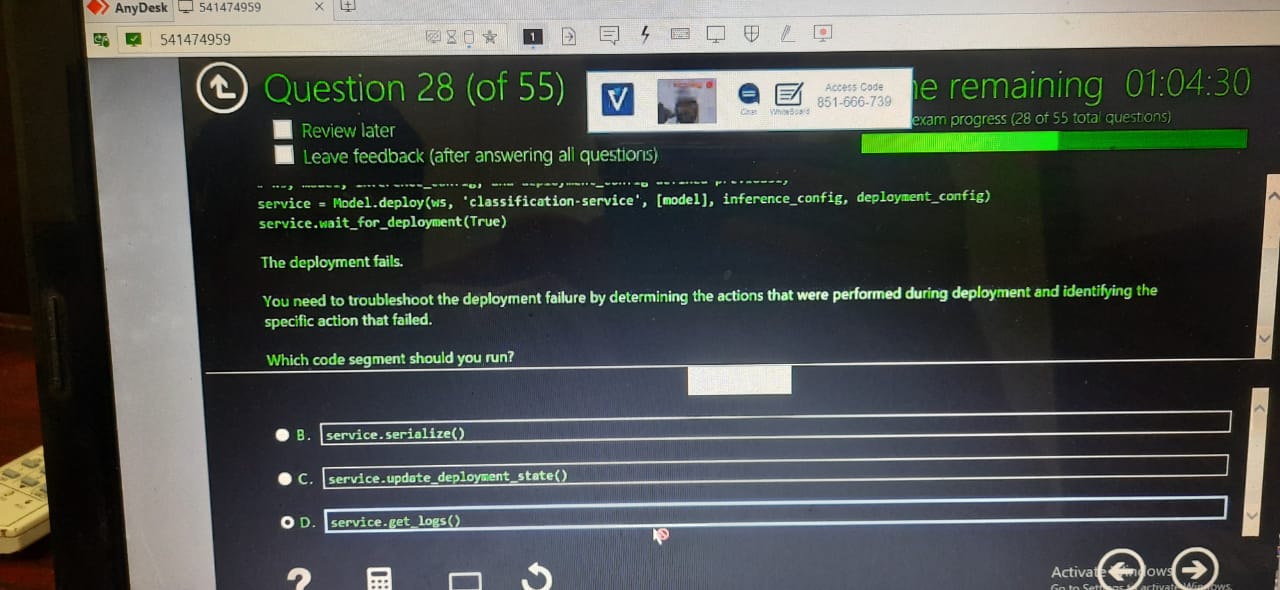 AnyDesk
541474959
541474959
1
Question 28 (of 55)
Review later
Leave feedback (after answering all questions)
Chat
WhiteBoard
Access Code
851-666-739
e remaining 01:04:30
exam progress (28 of 55 total questions)
service = Model.deploy(ws, 'classification-service', [model], inference_config, deployment_config)
service.wait_for_deployment(True)
The deployment fails.
You need to troubleshoot the deployment failure by determining the actions that were performed during deployment and identifying the
specific action that failed.
Which code segment should you run?
B. service.serialize()
C. service.update_deployment_state()
D. service.get_logs()
?
Activate Windows
Go to Settings to activate Windows.